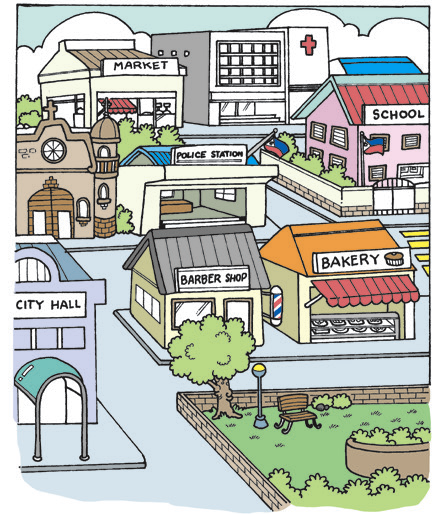 MARKET
SCHOOL
POLICE STATION
BARBER SHOP
BAKERY
CITY HALL